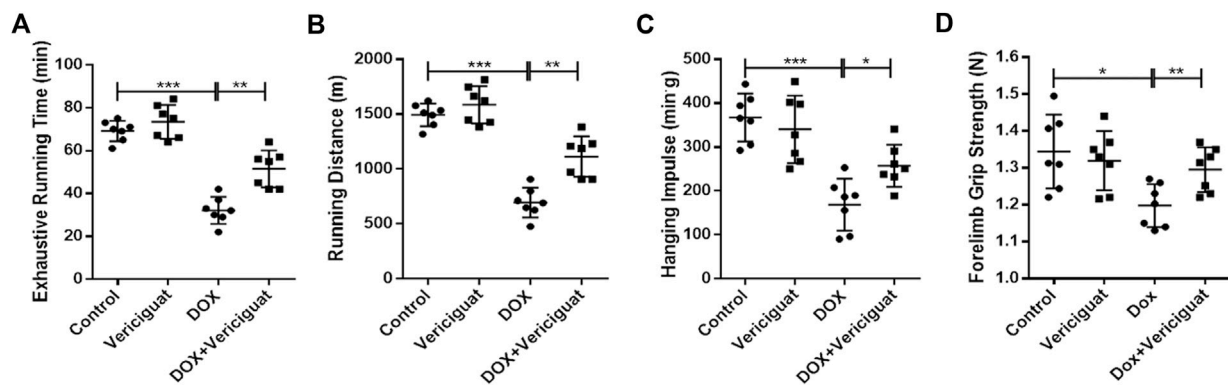 A
Exhaustive Running Time (min)
100
80
60
40
20
0
***
**
Control
Vericiguat
DOX
DOX+Vericiguat
B
Running Distance (m)
2000
1500
1000
500
0
***
**
Control
Vericiguat
DOX
DOX+Vericiguat
C
Hanging Impulse (min·g)
500
400
300
200
100
0
***
*
Control
Vericiguat
DOX
DOX+Vericiguat
D
Forelimb Grip Strength (N)
1.6
1.5
1.4
1.3
1.2
1.1
1.0
*
**
Control
Vericiguat
Dox
Dox+Vericiguat